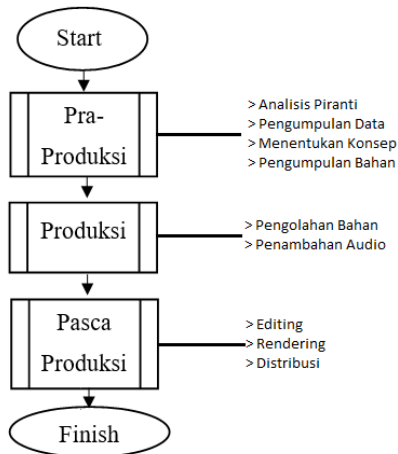 Start
Pra-
Produksi
> Analisis Piranti
> Pengumpulan Data
> Menentukan Konsep
> Pengumpulan Bahan
Produksi
> Pengolahan Bahan
> Penambahan Audio
Pasca
Produksi
> Editing
> Rendering
> Distribusi
Finish